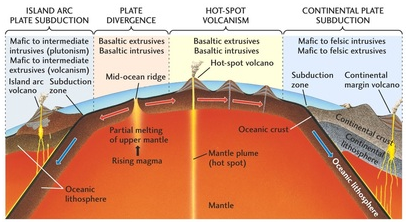 ISLAND ARC
PLATE SUBDUCTION
Mafic to intermediate
intrusives (plutonism)
Mafic to intermediate
extrusives (volcanism)
Island arc
volcano
Subduction
zone
PLATE
DIVERGENCE
Basaltic extrusives
Basaltic intrusives
Mid-ocean ridge
HOT-SPOT
VOLCANISM
Basaltic extrusives
Basaltic intrusives
Hot-spot volcano
CONTINENTAL PLATE
SUBDUCTION
Mafic to felsic intrusives
Mafic to felsic extrusives
Subduction
zone
Continental
margin volcano
Partial melting
of upper mantle
Rising magma
Oceanic crust
Continental crust
Continental
lithosphere
Mantle plume
(hot spot)
Oceanic
lithosphere
Oceanic lithosphere
Mantle